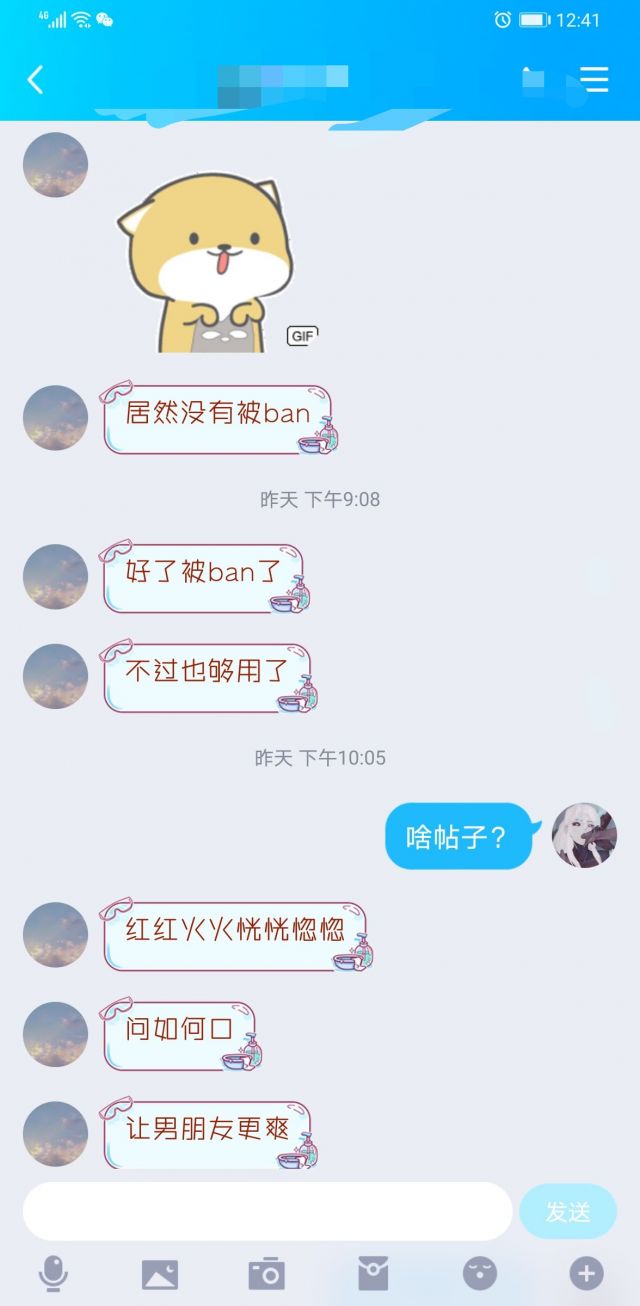 4G
12:41
GIF
居然没有被ban
昨天 下午9:08
好了被ban了
不过也够用了
昨天 下午10:05
啥帖子？
红红火火恍恍惚惚
问如何口
让男朋友更爽
发送